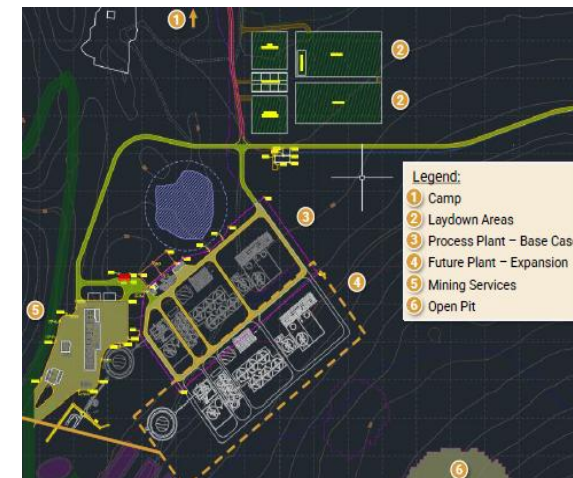 1
2
2
3
4
5
6
Legend:
1 Camp
2 Laydown Areas
3 Process Plant – Base Case
4 Future Plant – Expansion
5 Mining Services
6 Open Pit